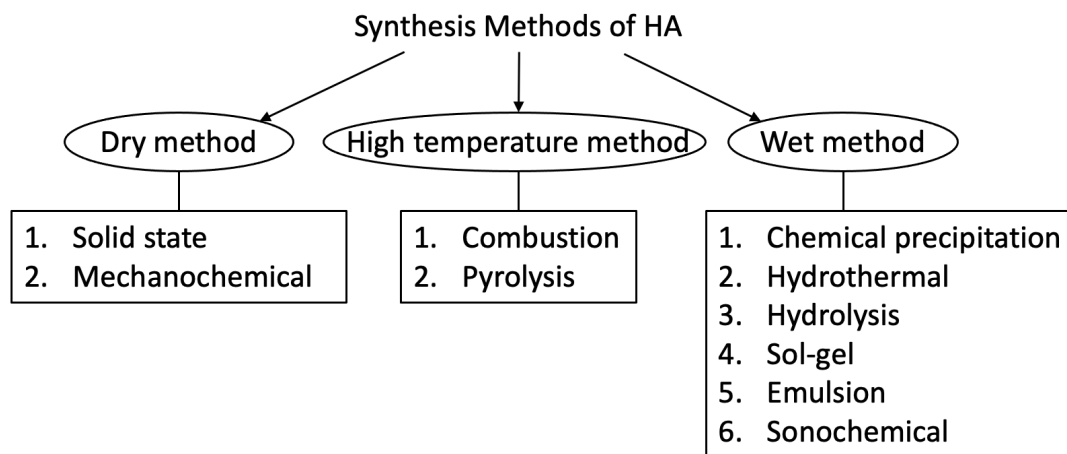 Synthesis Methods of HA
Dry method
High temperature method
Wet method
1. Solid state
2. Mechanochemical
1. Combustion
2. Pyrolysis
1. Chemical precipitation
2. Hydrothermal
3. Hydrolysis
4. Sol-gel
5. Emulsion
6. Sonochemical